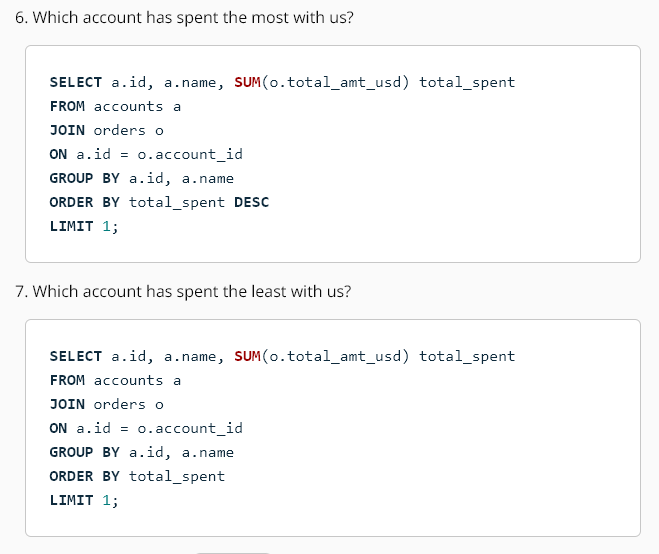 6. Which account has spent the most with us?
SELECT a.id, a.name, SUM(o.total_amt_usd) total_spent
FROM accounts a
JOIN orders o
ON a.id = o.account_id
GROUP BY a.id, a.name
ORDER BY total_spent DESC
LIMIT 1;
7. Which account has spent the least with us?
SELECT a.id, a.name, SUM(o.total_amt_usd) total_spent
FROM accounts a
JOIN orders o
ON a.id = o.account_id
GROUP BY a.id, a.name
ORDER BY total_spent
LIMIT 1;